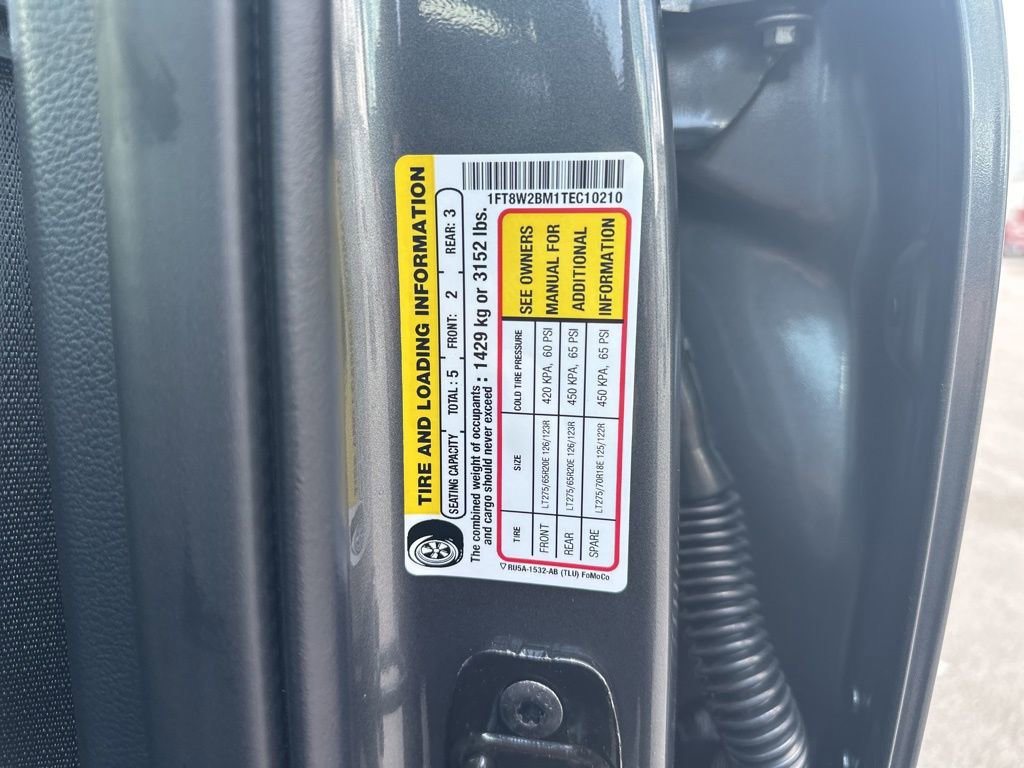 TIRE AND LOADING INFORMATION
SEATING CAPACITY TOTAL : 5 FRONT: 2 REAR: 3
The combined weight of occupants and cargo should never exceed : 1429 kg or 3152 lbs.
1FT8W2BM1TEC10210
TIRE SIZE COLD TIRE PRESSURE
FRONT LT275/65R20E 126/123R 420 KPA, 60 PSI
REAR LT275/65R20E 126/123R 450 KPA, 65 PSI
SPARE LT275/70R18E 125/122R 450 KPA, 65 PSI
SEE OWNERS
MANUAL FOR
ADDITIONAL
INFORMATION
RU5A-1532-AB (TLU) FoMoCo